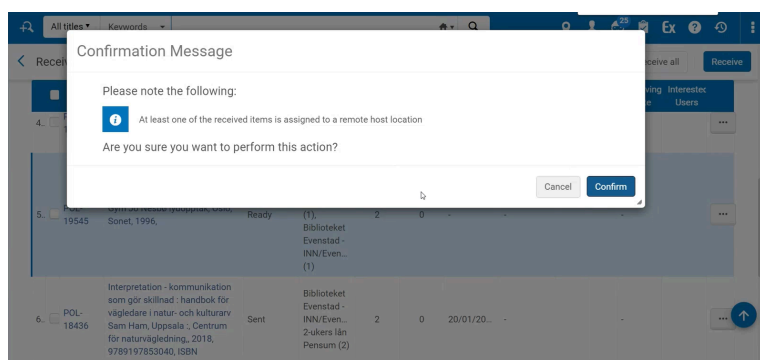 All titles Keywords
25
Ex
Confirmation Message
Receive all
Receive
Please note the following:
Interested
Users
4..
At least one of the received items is assigned to a remote host location
Are you sure you want to perform this action?
Cancel
Confirm
5..
19545
Sonet, 1996,
Ready
(1),
Biblioteket
Evenstad -
INN/Even...
(1)
2
0
-
-
-
6..
POL-
18436
Interpretation - kommunikation
som gör skillnad : handbok för
vägledare i natur- och kulturarv
Sam Ham, Uppsala :, Centrum
för naturvägledning,, 2018,
9789197853040, ISBN
Sent
Biblioteket
Evenstad -
INN/Even...
2-ukers lån
Pensum (2)
2
0
20/01/20...
-
-